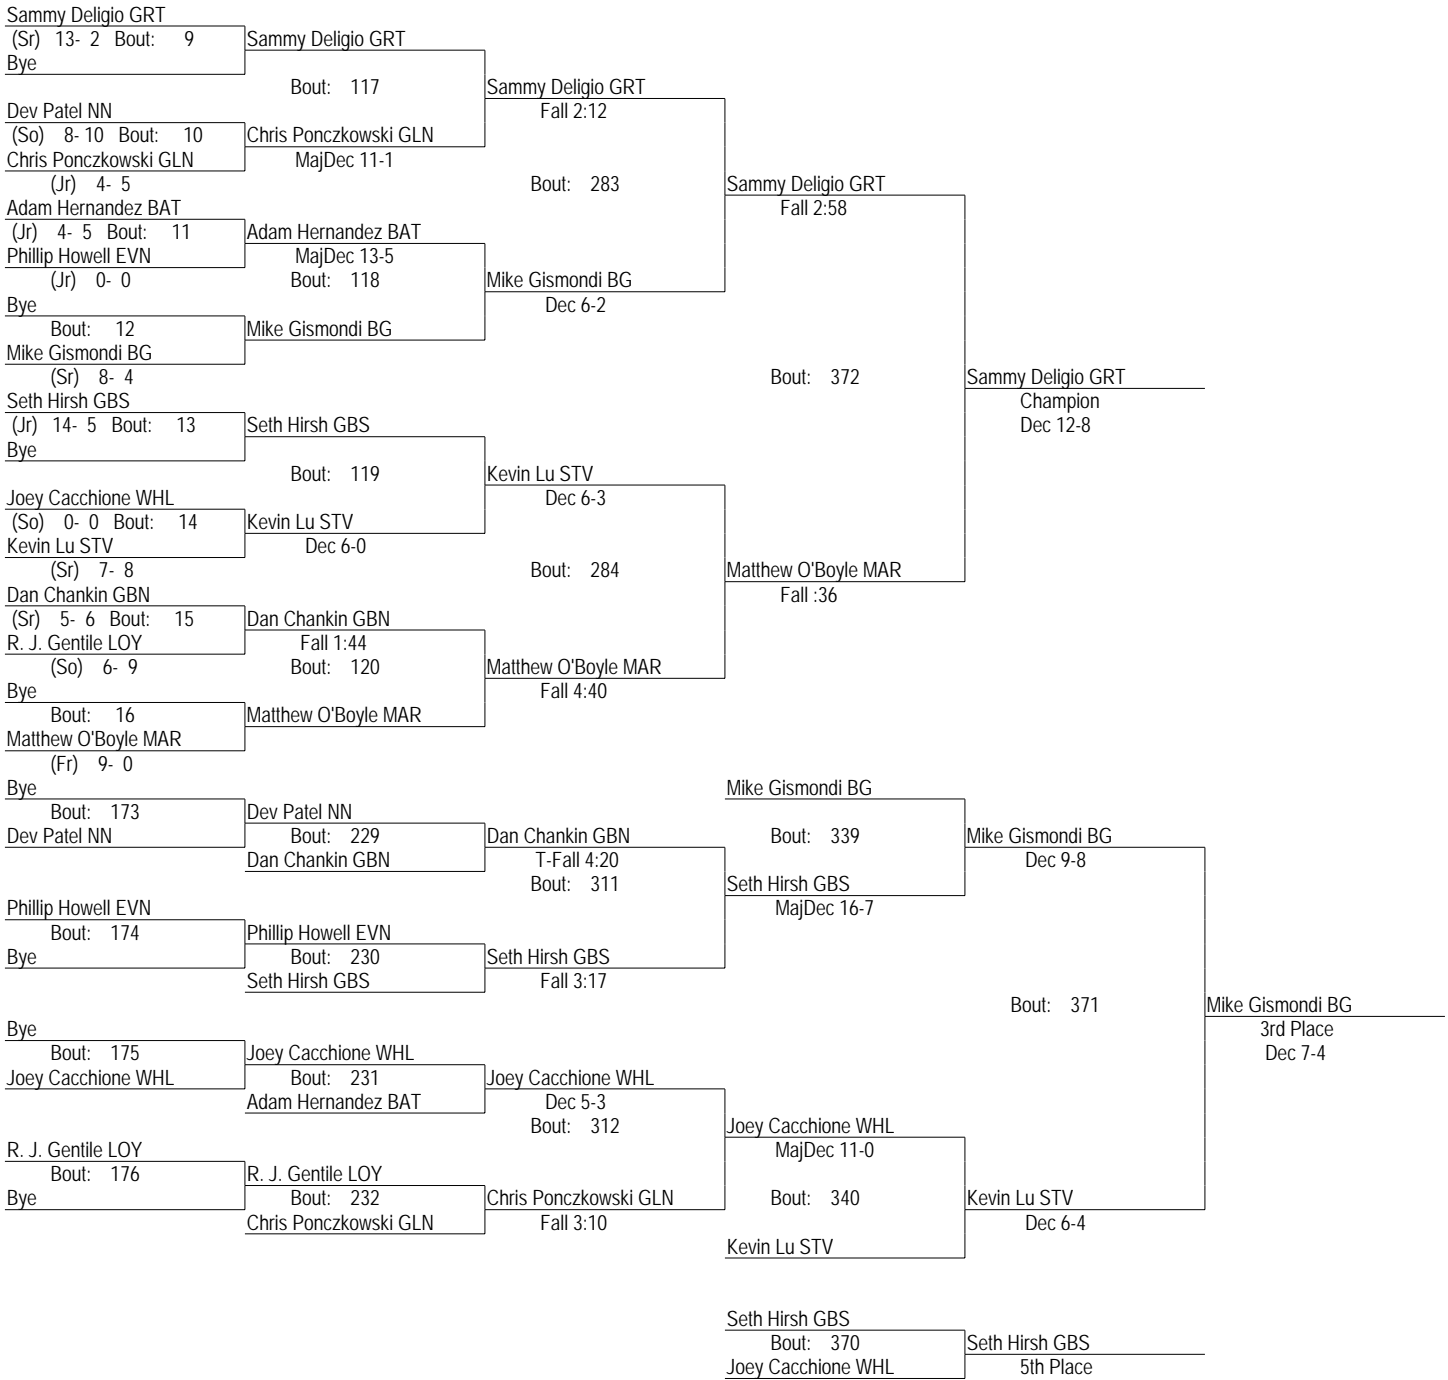 Sammy Deligio GRT
(Sr) 13- 2 Bout: 9
Bye
Sammy Deligio GRT
Bout: 117
Dev Patel NN
(So) 8- 10 Bout: 10
Chris Ponczkowski GLN
(Jr) 4- 5
Chris Ponczkowski GLN
MajDec 11-1
Sammy Deligio GRT
Fall 2:12
Bout: 283
Adam Hernandez BAT
(Jr) 4- 5 Bout: 11
Phillip Howell EVN
(Jr) 0- 0
Adam Hernandez BAT
MajDec 13-5
Bout: 118
Bye
Bout: 12
Mike Gismondi BG
(Sr) 8- 4
Mike Gismondi BG
Mike Gismondi BG
Dec 6-2
Sammy Deligio GRT
Fall 2:58
Bout: 372
Sammy Deligio GRT
Champion
Dec 12-8
Seth Hirsh GBS
(Jr) 14- 5 Bout: 13
Bye
Seth Hirsh GBS
Bout: 119
Joey Cacchione WHL
(So) 0- 0 Bout: 14
Kevin Lu STV
(Sr) 7- 8
Kevin Lu STV
Dec 6-0
Kevin Lu STV
Dec 6-3
Bout: 284
Dan Chankin GBN
(Sr) 5- 6 Bout: 15
R. J. Gentile LOY
(So) 6- 9
Dan Chankin GBN
Fall 1:44
Bout: 120
Bye
Bout: 16
Matthew O'Boyle MAR
(Fr) 9- 0
Matthew O'Boyle MAR
Matthew O'Boyle MAR
Fall 4:40
Matthew O'Boyle MAR
Fall :36
Bye
Bout: 173
Dev Patel NN
Dev Patel NN
Bout: 229
Dan Chankin GBN
Dan Chankin GBN
T-Fall 4:20
Bout: 311
Phillip Howell EVN
Bout: 174
Bye
Phillip Howell EVN
Bout: 230
Seth Hirsh GBS
Seth Hirsh GBS
Fall 3:17
Mike Gismondi BG
Bout: 339
Seth Hirsh GBS
MajDec 16-7
Mike Gismondi BG
Dec 9-8
Bout: 371
Mike Gismondi BG
3rd Place
Dec 7-4
Bye
Bout: 175
Joey Cacchione WHL
Joey Cacchione WHL
Bout: 231
Adam Hernandez BAT
Joey Cacchione WHL
Dec 5-3
Bout: 312
R. J. Gentile LOY
Bout: 176
Bye
R. J. Gentile LOY
Bout: 232
Chris Ponczkowski GLN
Chris Ponczkowski GLN
Fall 3:10
Joey Cacchione WHL
MajDec 11-0
Bout: 340
Kevin Lu STV
Kevin Lu STV
Dec 6-4
Seth Hirsh GBS
Bout: 370
Joey Cacchione WHL
Seth Hirsh GBS
5th Place